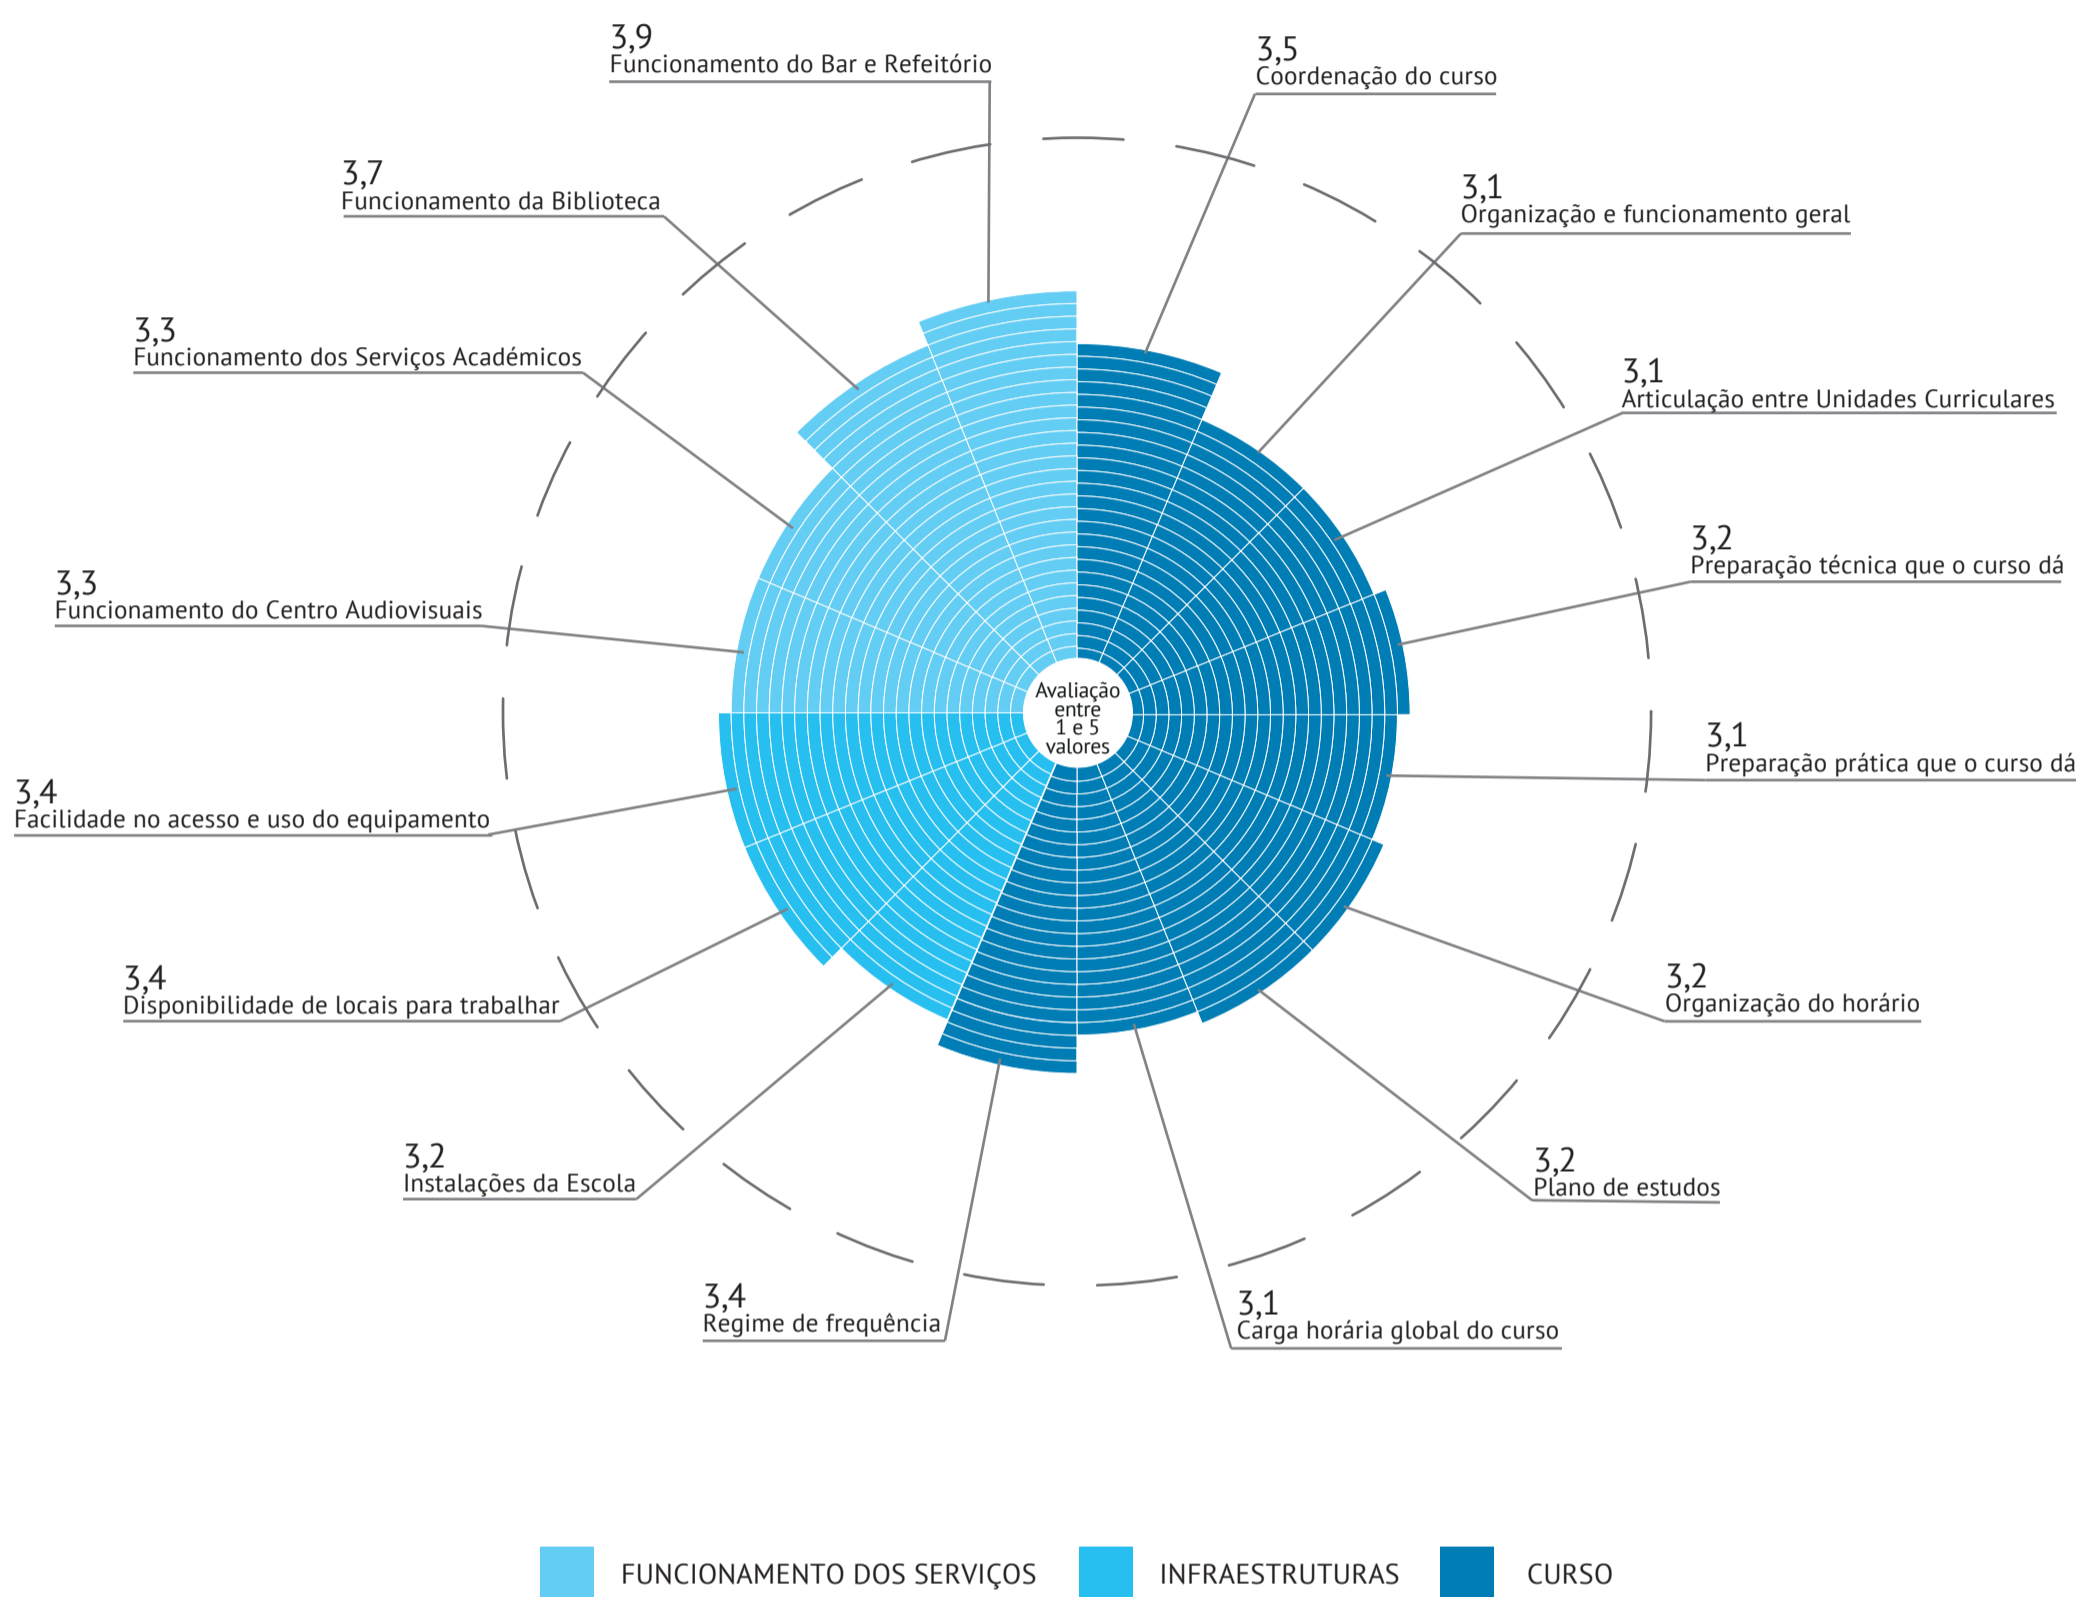 3,9
Funcionamento do Bar e Refeitório
3,5
Coordenação do curso
3,7
Funcionamento da Biblioteca
3,1
Organização e funcionamento geral
3,3
Funcionamento dos Serviços Académicos
3,1
Articulação entre Unidades Curriculares
3,2
Preparação técnica que o curso dá
3,3
Funcionamento do Centro Audiovisuais
Avaliação
entre
1 e 5
valores
3,1
Preparação prática que o curso dá
3,4
Facilidade no acesso e uso do equipamento
3,4
Disponibilidade de locais para trabalhar
3,2
Organização do horário
3,2
Instalações da Escola
3,2
Plano de estudos
3,4
Regime de frequência
3,1
Carga horária global do curso
FUNCIONAMENTO DOS SERVIÇOS
INFRAESTRUTURAS
CURSO